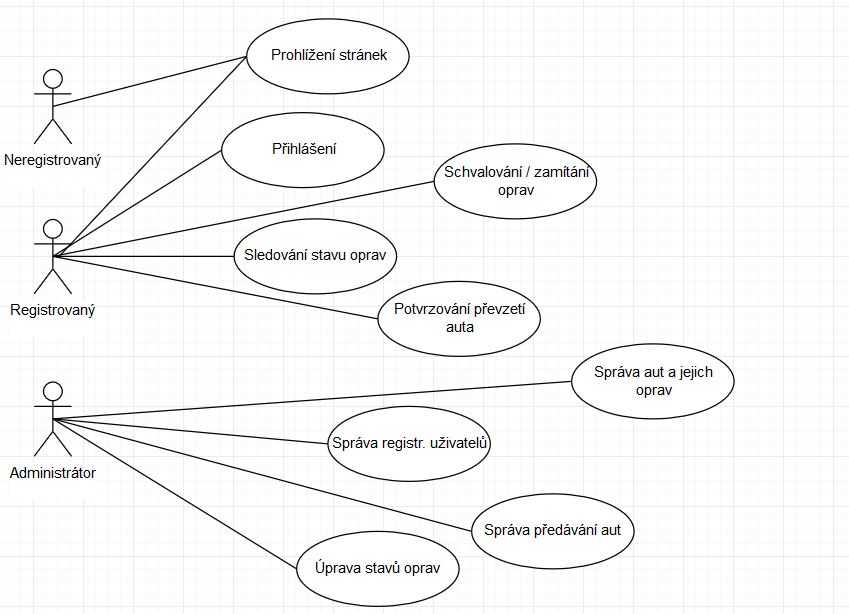 Prohlížení stránek
Neregistrovaný
Přihlášení
Schvalování / zamítání
oprav
Registrovaný
Sledování stavu oprav
Potvrzování převzetí
auta
Správa aut a jejich
oprav
Administrátor
Správa registr. uživatelů
Správa předávání aut
Úprava stavů oprav